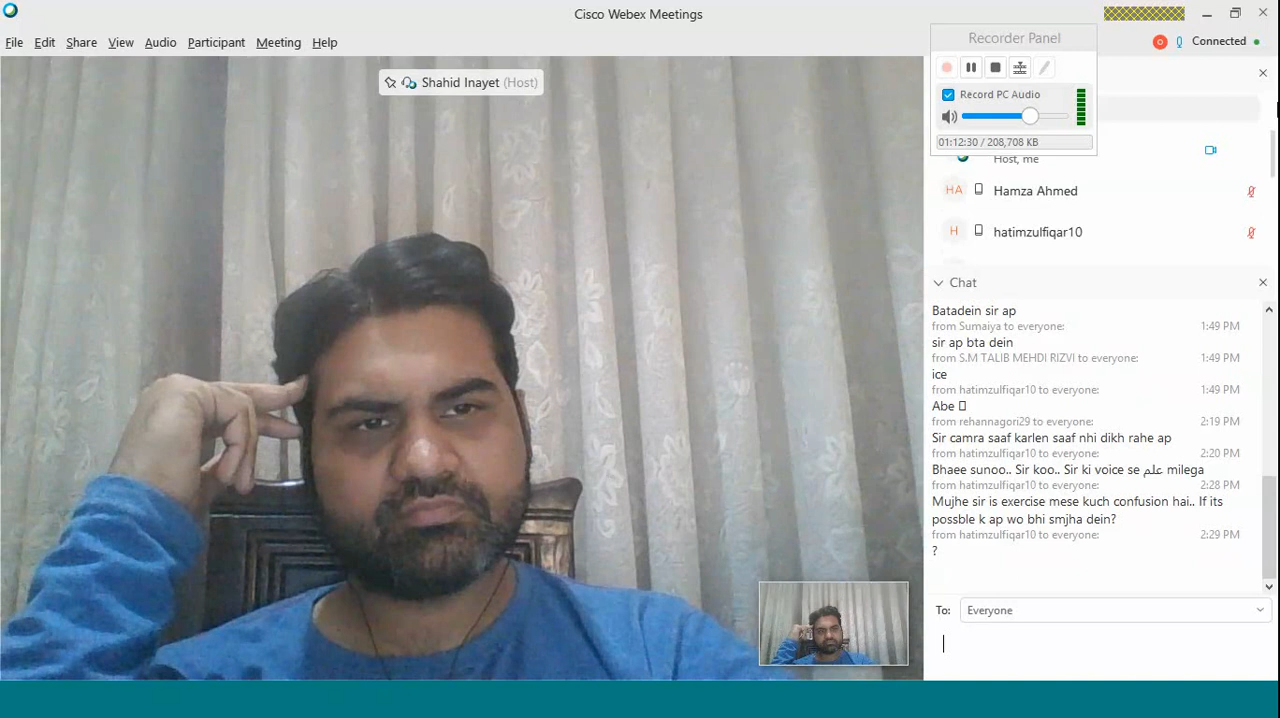 Cisco Webex Meetings
File Edit Share View Audio Participant Meeting Help
Recorder Panel
Connected
Shahid Inayet (Host)
Record PC Audio
01:12:30 / 208,708 KB
Host, me
HA Hamza Ahmed
H hatimzulfiqar10
Chat
Batadein sir ap
from Sumaiya to everyone: 1:49 PM
sir ap bta dein
from S.M TALIB MEHDI RIZVI to everyone: 1:49 PM
ice
from hatimzulfiqar10 to everyone: 1:49 PM
Abe
from rehannagori29 to everyone: 2:19 PM
Sir camra saaf karlen saaf nhi dikh rahe ap
from hatimzulfiqar10 to everyone: 2:20 PM
Bhaee sunoo.. Sir koo.. Sir ki voice se علم milega
from hatimzulfiqar10 to everyone: 2:28 PM
Mujhe sir is exercise mese kuch confusion hai.. If its
possble k ap wo bhi smjha dein?
from hatimzulfiqar10 to everyone: 2:29 PM
?
To: Everyone